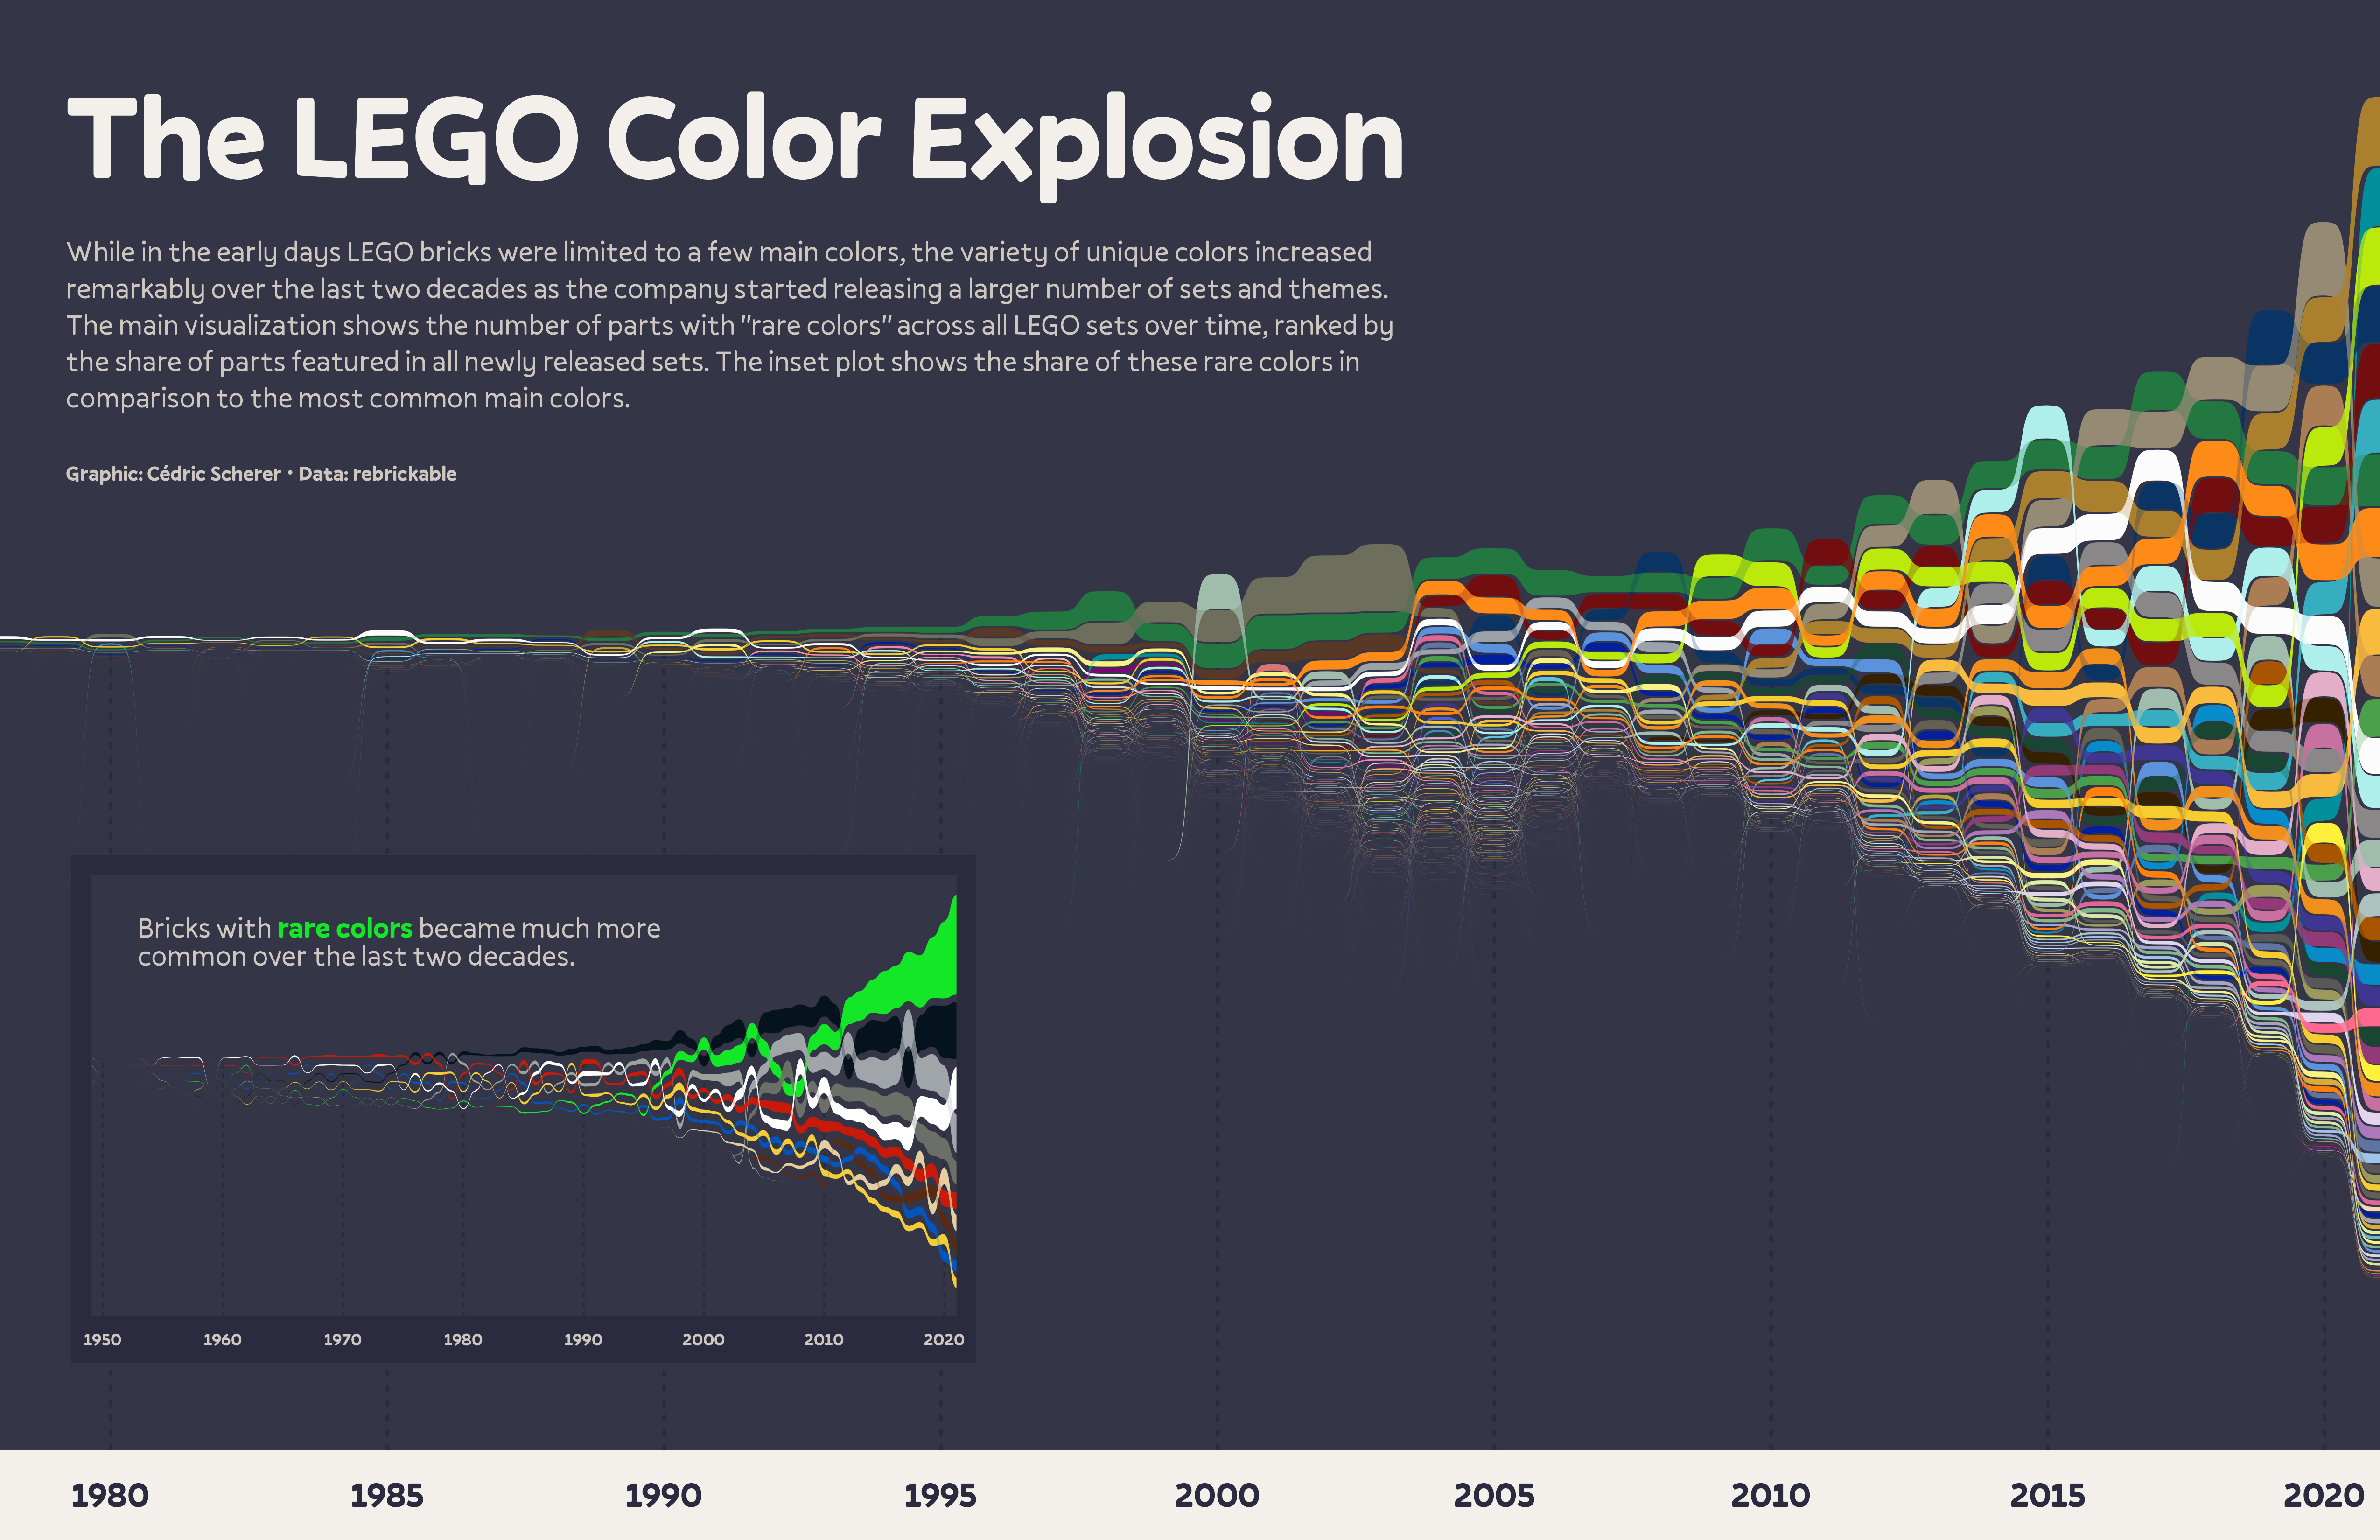 The LEGO Color Explosion
While in the early days LEGO bricks were limited to a few main colors, the variety of unique colors increased
remarkably over the last two decades as the company started releasing a larger number of sets and themes.
The main visualization shows the number of parts with "rare colors" across all LEGO sets over time, ranked by
the share of parts featured in all newly released sets. The inset plot shows the share of these rare colors in
comparison to the most common main colors.
Graphic: Cédric Scherer • Data: rebrickable
Bricks with rare colors became much more
common over the last two decades.
1950 1960 1970 1980 1990 2000 2010 2020
1980 1985 1990 1995 2000 2005 2010 2015 2020